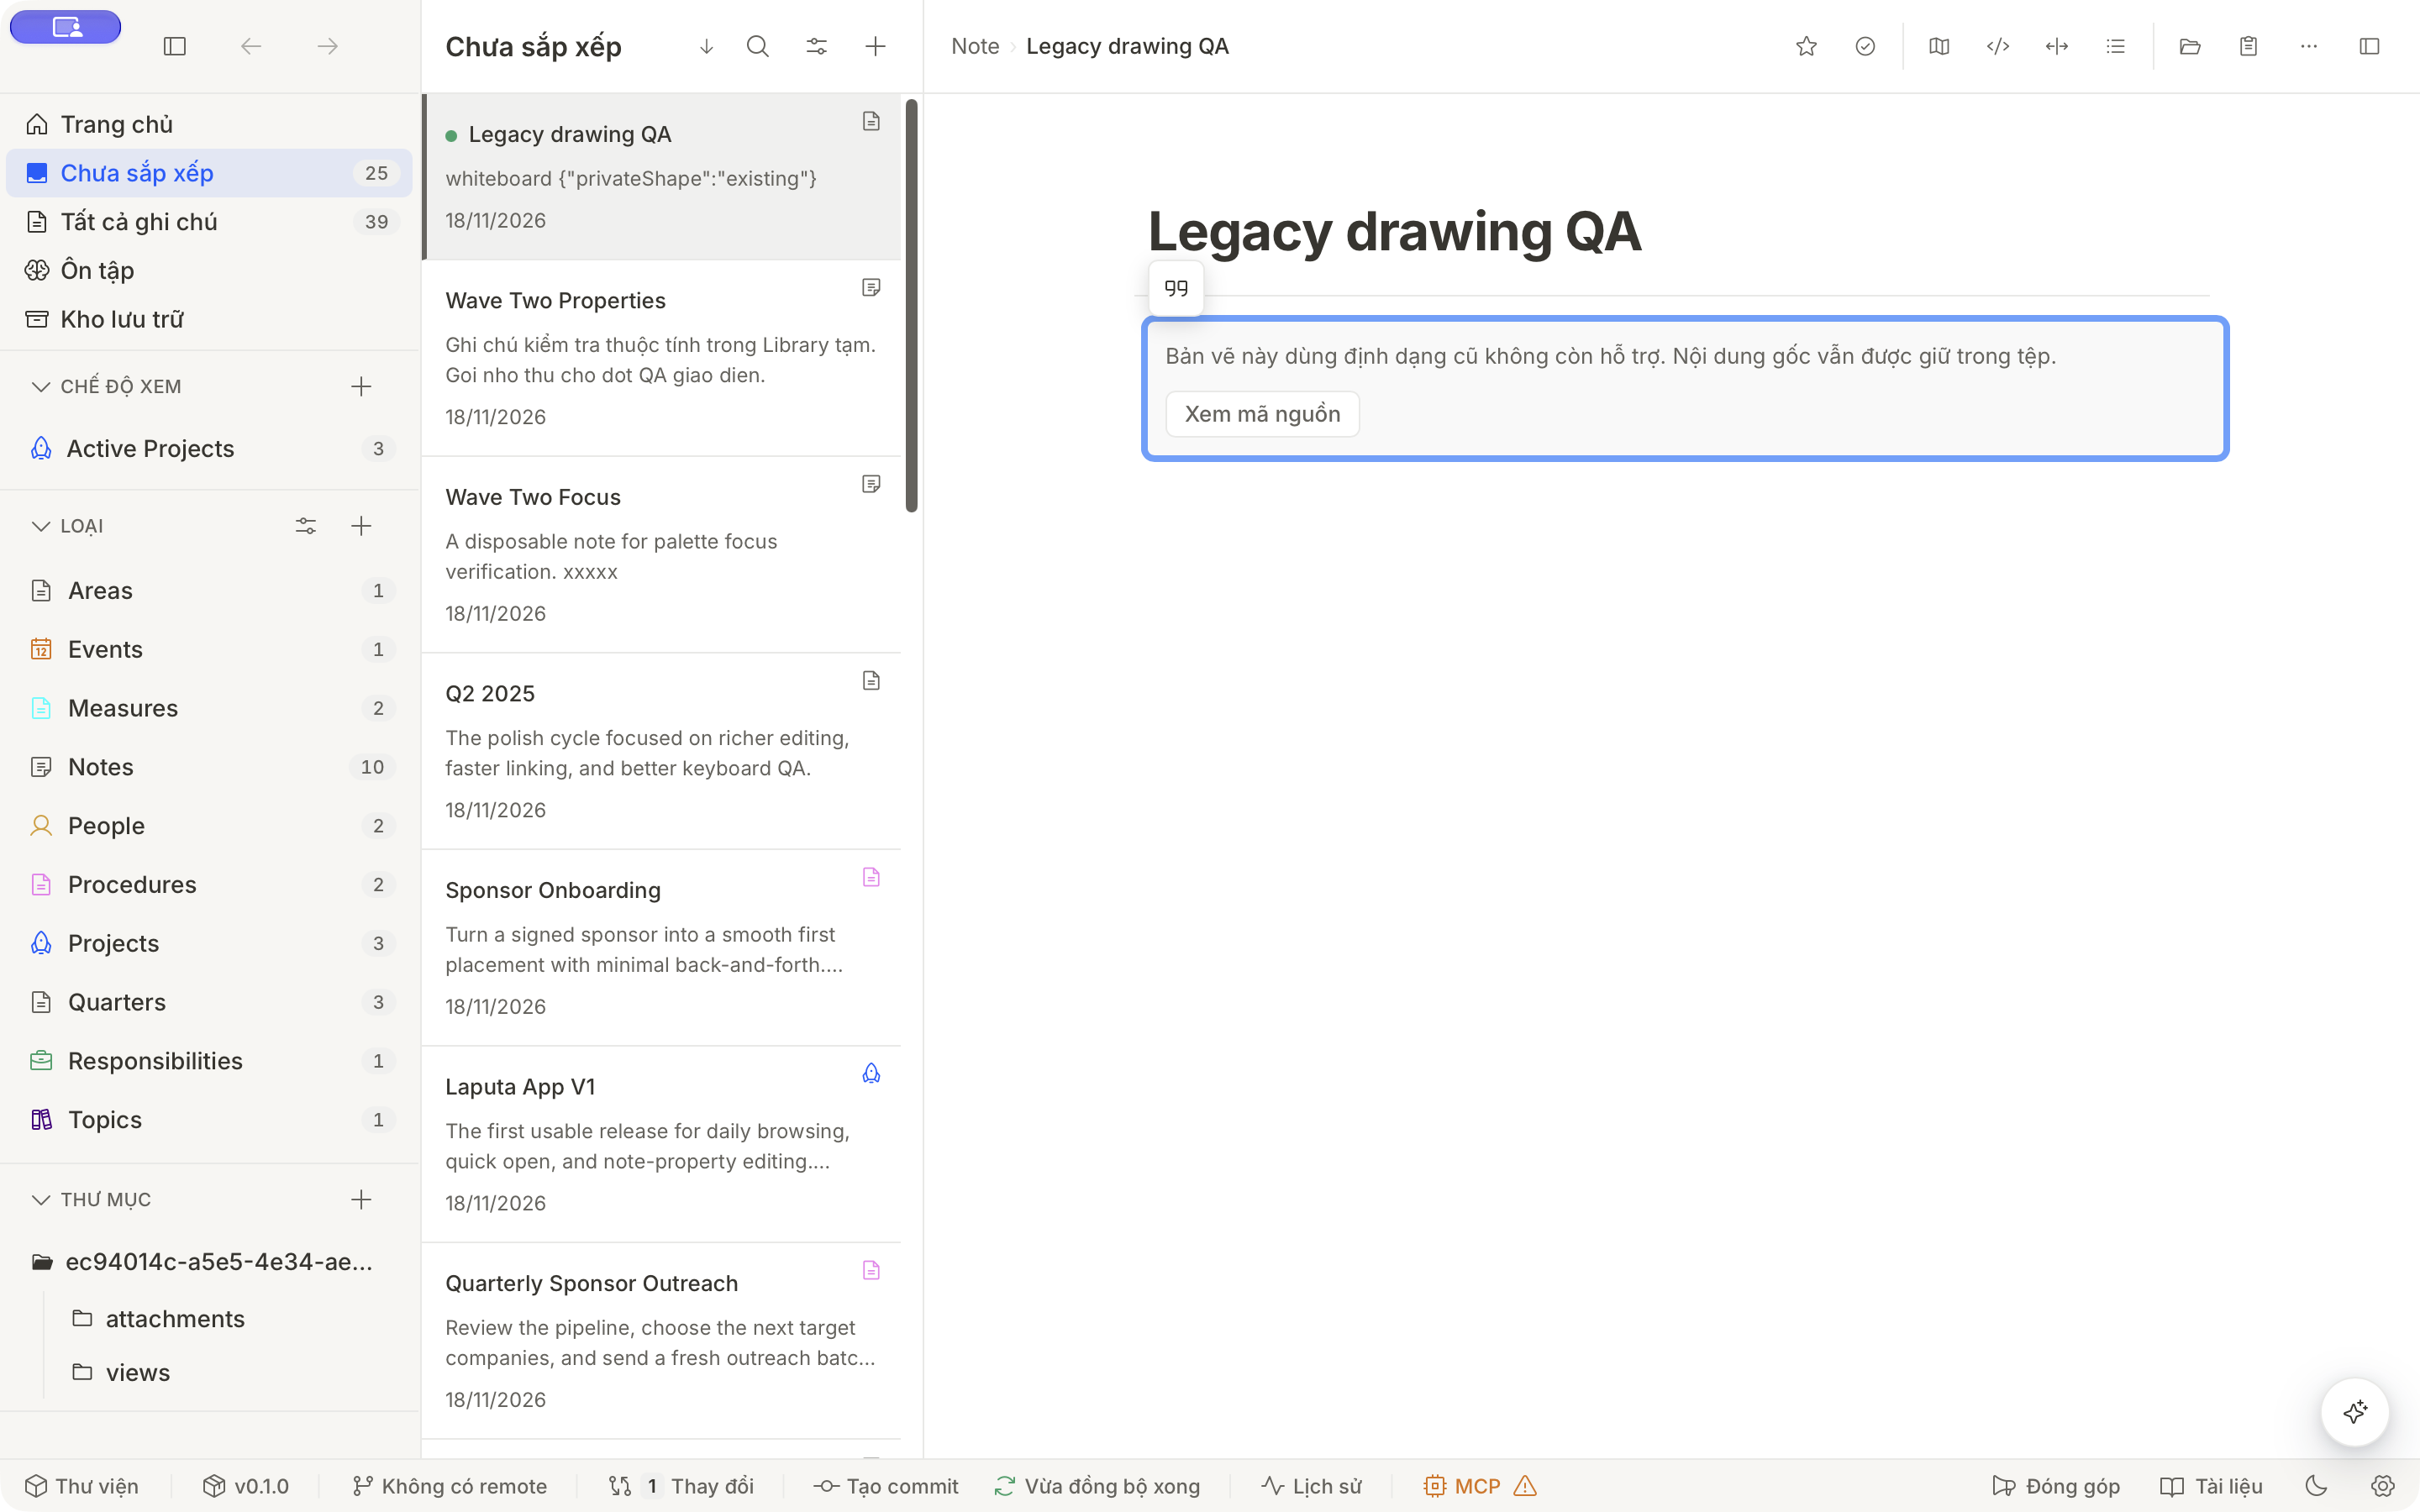 Trang chủ
Chưa sắp xếp 25
Tất cả ghi chú 39
Ôn tập
Kho lưu trữ
CHẾ ĐỘ XEM
Active Projects 3
LOẠI
Areas 1
12 Events 1
Measures 2
Notes 10
People 2
Procedures 2
Projects 3
Quarters 3
Responsibilities 1
Topics 1
THƯ MỤC
ec94014c-a5e5-4e34-ae...
attachments
views
Chưa sắp xếp
Legacy drawing QA
whiteboard {"privateShape":"existing"}
18/11/2026
Wave Two Properties
Ghi chú kiểm tra thuộc tính trong Library tạm.
Goi nho thu cho dot QA giao dien.
18/11/2026
Wave Two Focus
A disposable note for palette focus
verification. xxxxx
18/11/2026
Q2 2025
The polish cycle focused on richer editing,
faster linking, and better keyboard QA.
18/11/2026
Sponsor Onboarding
Turn a signed sponsor into a smooth first
placement with minimal back-and-forth....
18/11/2026
Laputa App V1
The first usable release for daily browsing,
quick open, and note-property editing....
18/11/2026
Quarterly Sponsor Outreach
Review the pipeline, choose the next target
companies, and send a fresh outreach batc...
18/11/2026
Note › Legacy drawing QA
Legacy drawing QA
Bản vẽ này dùng định dạng cũ không còn hỗ trợ. Nội dung gốc vẫn được giữ trong tệp.
Xem mã nguồn
Thư viện v0.1.0 Không có remote 1 Thay đổi Tạo commit Vừa đồng bộ xong Lịch sử MCP Đóng góp Tài liệu